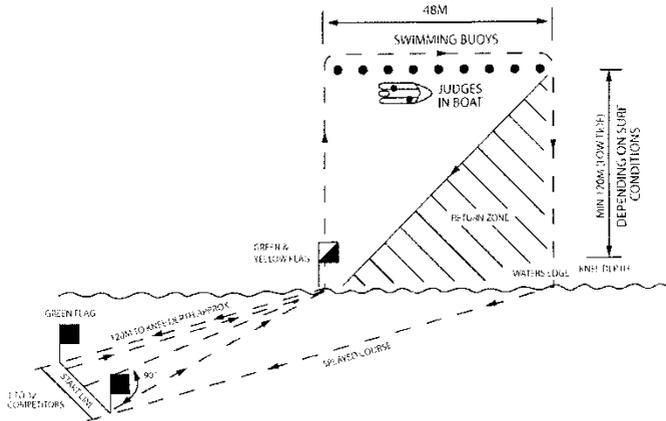 48M
SWIMMING BUOYS
JUDGES
IN BOAT
MIN 120M (LOW TIDE)
DEPENDING ON SURF
CONDITIONS
RETURN ZONE
GREEN &
YELLOW FLAG
WATERS EDGE
KNEE DEPTH
GREEN FLAG
120M TO KNEE DEPTH APPROX
SPLAYED COURSE
START LINE
90°
COMPETITORS